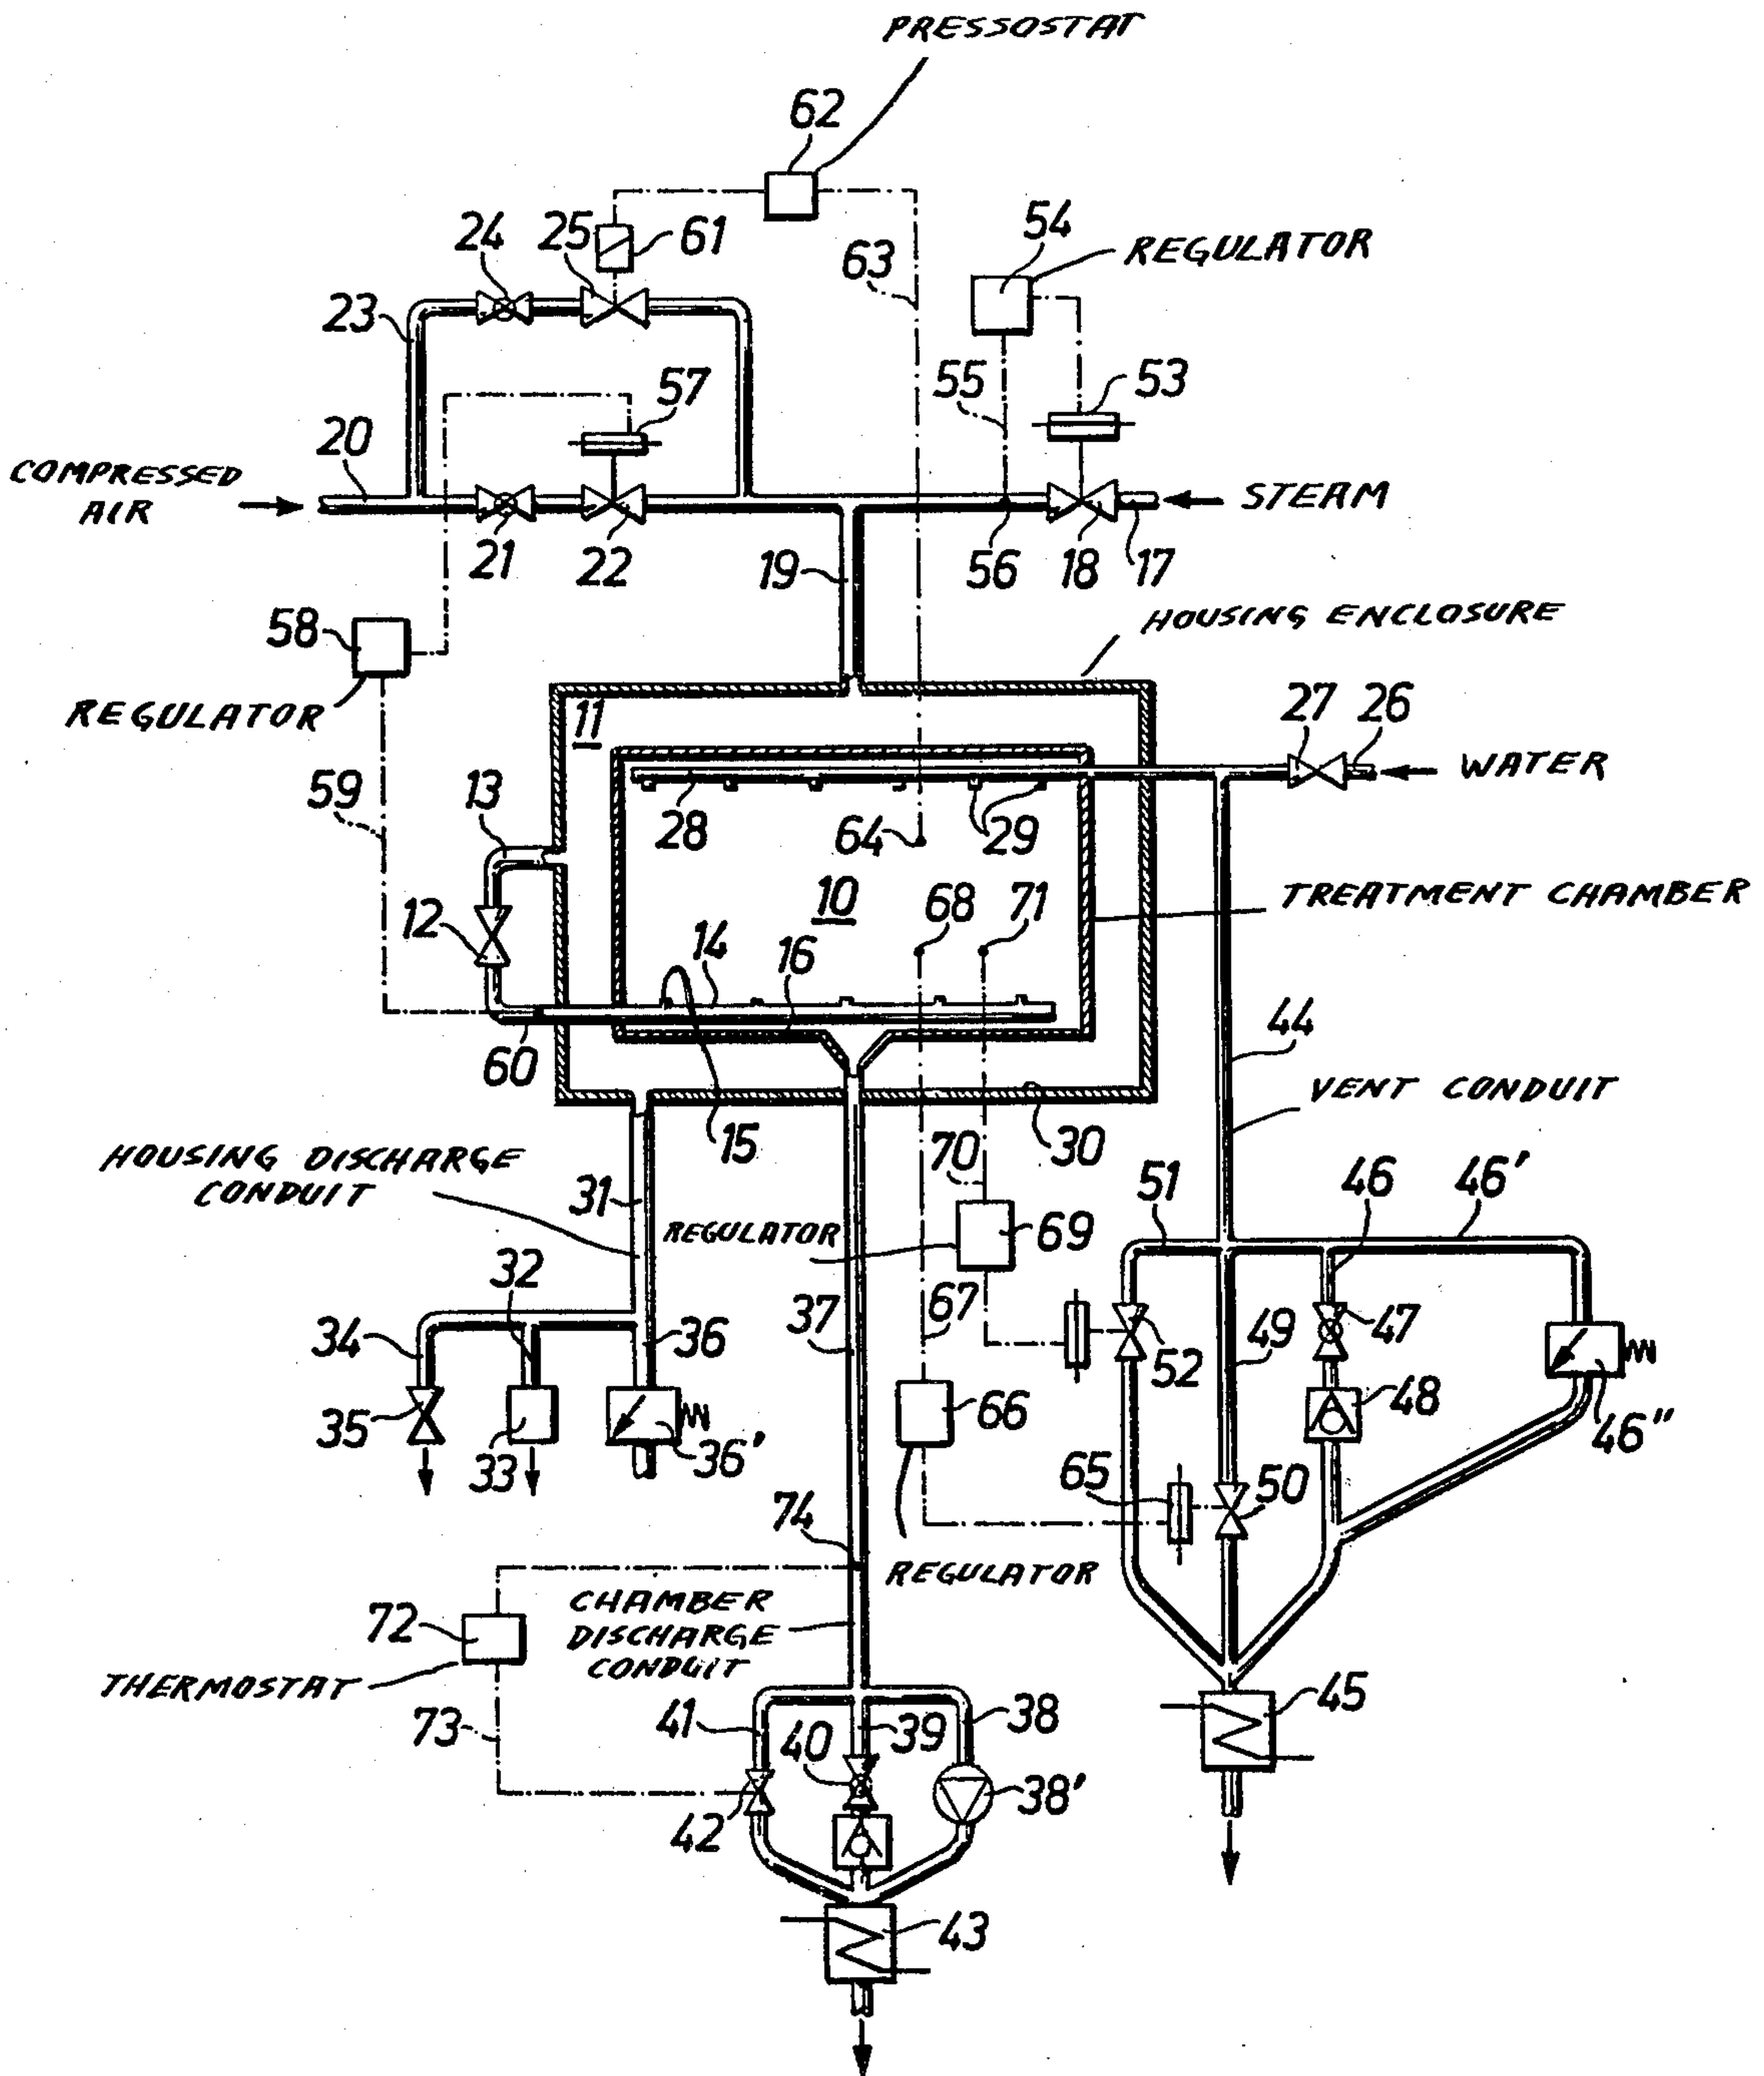 PRESSOSTAT
62
24 25 61 54
63 REGULATOR
23
57 55 53
20
COMPRESSED
AIR
STEAM
21 22 19 56 18 17
HOUSING ENCLOSURE
58
REGULATOR
11
27 26
WATER
59 13
28 64 29
TREATMENT CHAMBER
10 68 71
12 14 16
44
60
VENT CONDUIT
15 70 30
HOUSING DISCHARGE
CONDUIT
31
51 46 46'
REGULATOR 69
32
34 36 37 67 49 47
52
35 33 36' 66 48 46"
65 50
74
REGULATOR
CHAMBER
DISCHARGE
CONDUIT
72
THERMOSTAT
45
73 41 40 39 38
38'
42
43